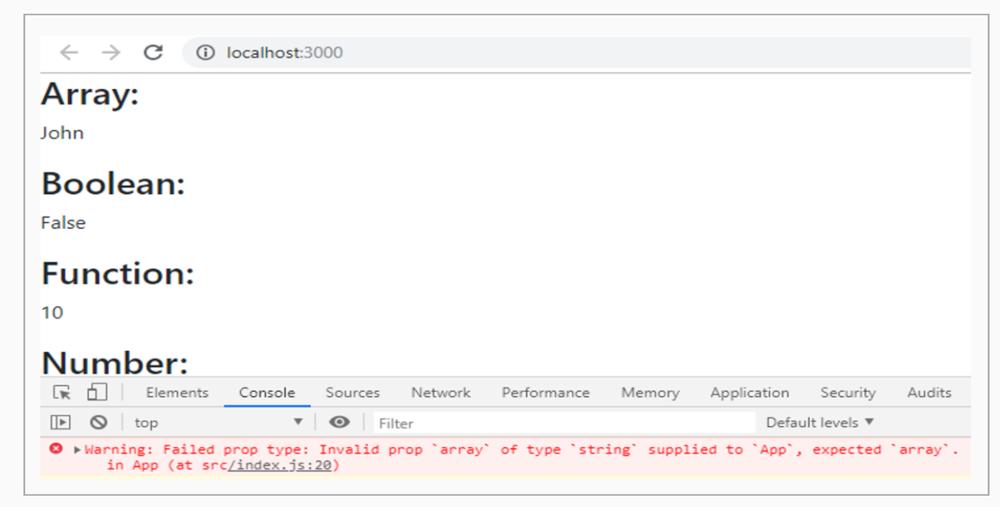 localhost:3000
Array:
John
Boolean:
False
Function:
10
Number:
Elements Console Sources Network Performance Memory Application Security Audits
top Filter Default levels ▼
Warning: Failed prop type: Invalid prop `array` of type `string` supplied to `App`, expected `array`.
in App (at src/index.js:20)